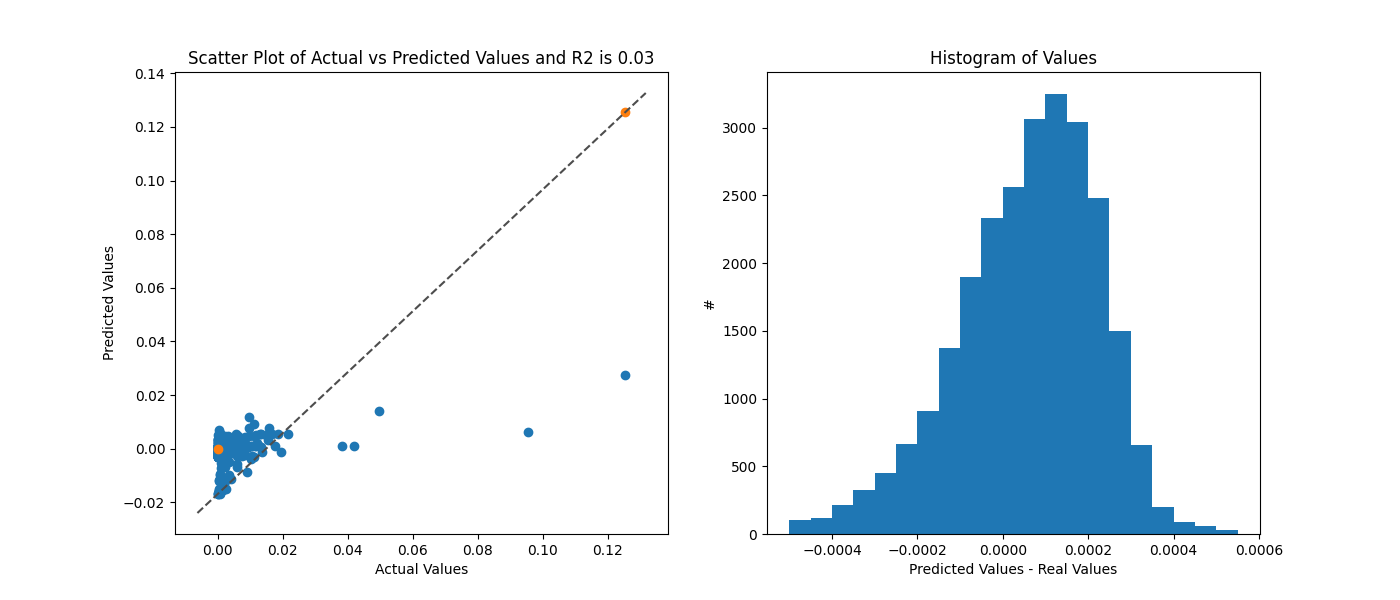 Scatter Plot of Actual vs Predicted Values and R2 is 0.03
0.14
0.12
0.10
0.08
0.06
0.04
0.02
0.00
−0.02
Predicted Values
0.00 0.02 0.04 0.06 0.08 0.10 0.12
Actual Values
Histogram of Values
3000
2500
2000
1500
1000
500
0
#
−0.0004 −0.0002 0.0000 0.0002 0.0004 0.0006
Predicted Values - Real Values